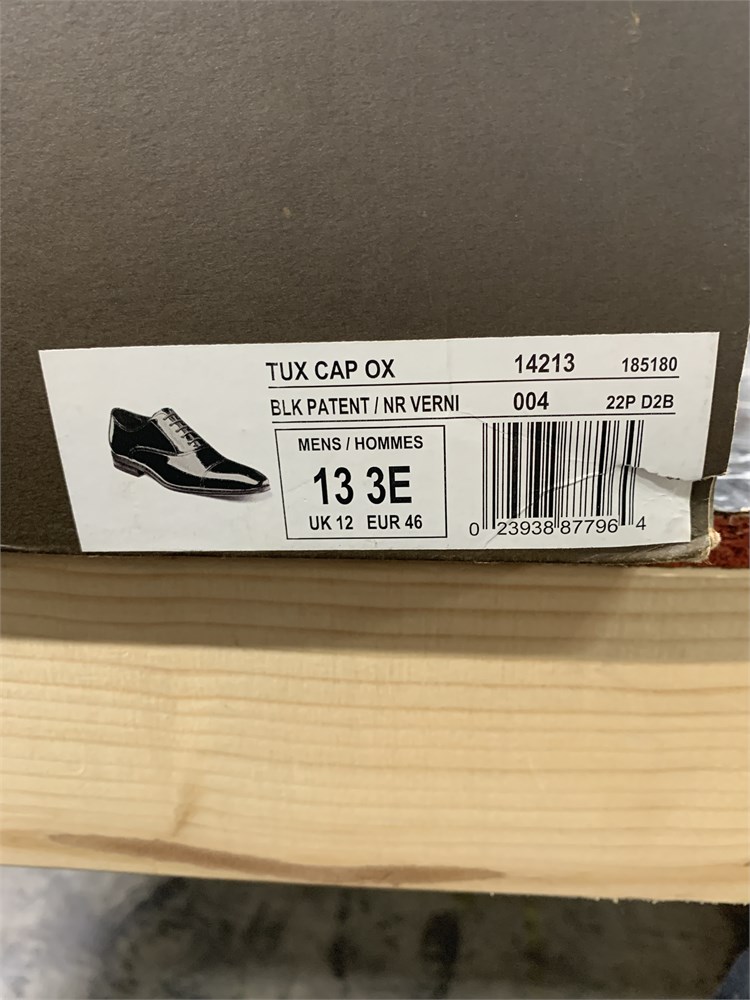 TUX CAP OX 14213 185180
BLK PATENT / NR VERNI 004 22P D2B
MENS / HOMMES
13 3E
UK 12 EUR 46
0 23938 87796 4